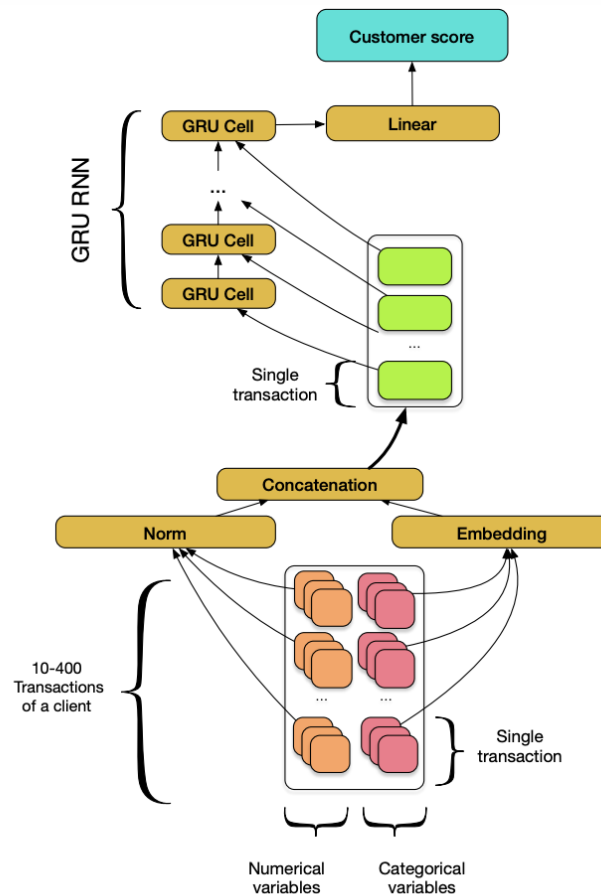 Customer score
GRU Cell
Linear
GRU RNN
...
GRU Cell
GRU Cell
...
Single
transaction
Concatenation
Norm
Embedding
10-400
Transactions
of a client
...
...
Single
transaction
Numerical
variables
Categorical
variables